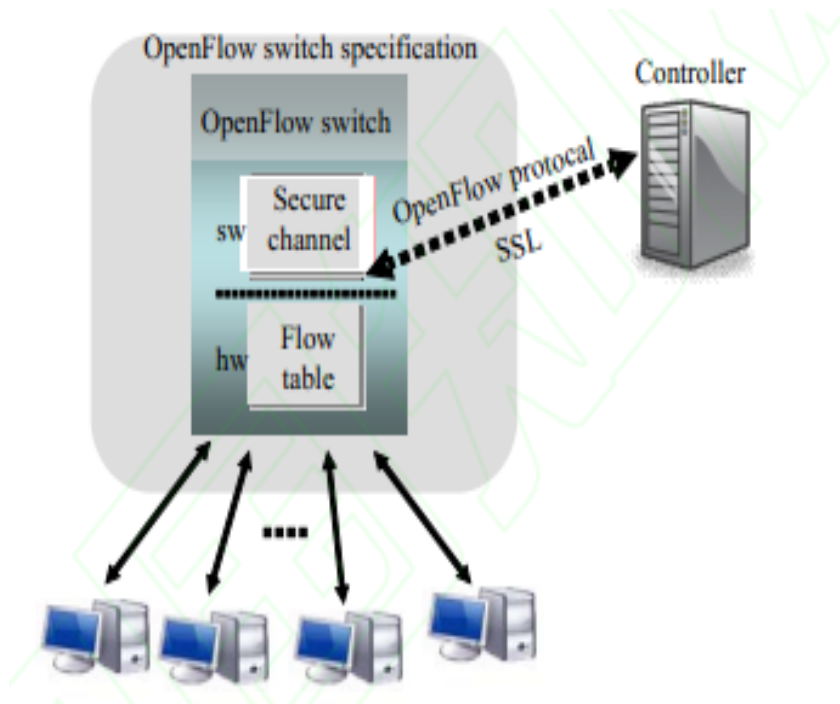 OpenFlow switch specification
Controller
OpenFlow switch
OpenFlow protocal
SSL
sw
Secure
channel
hw
Flow
table